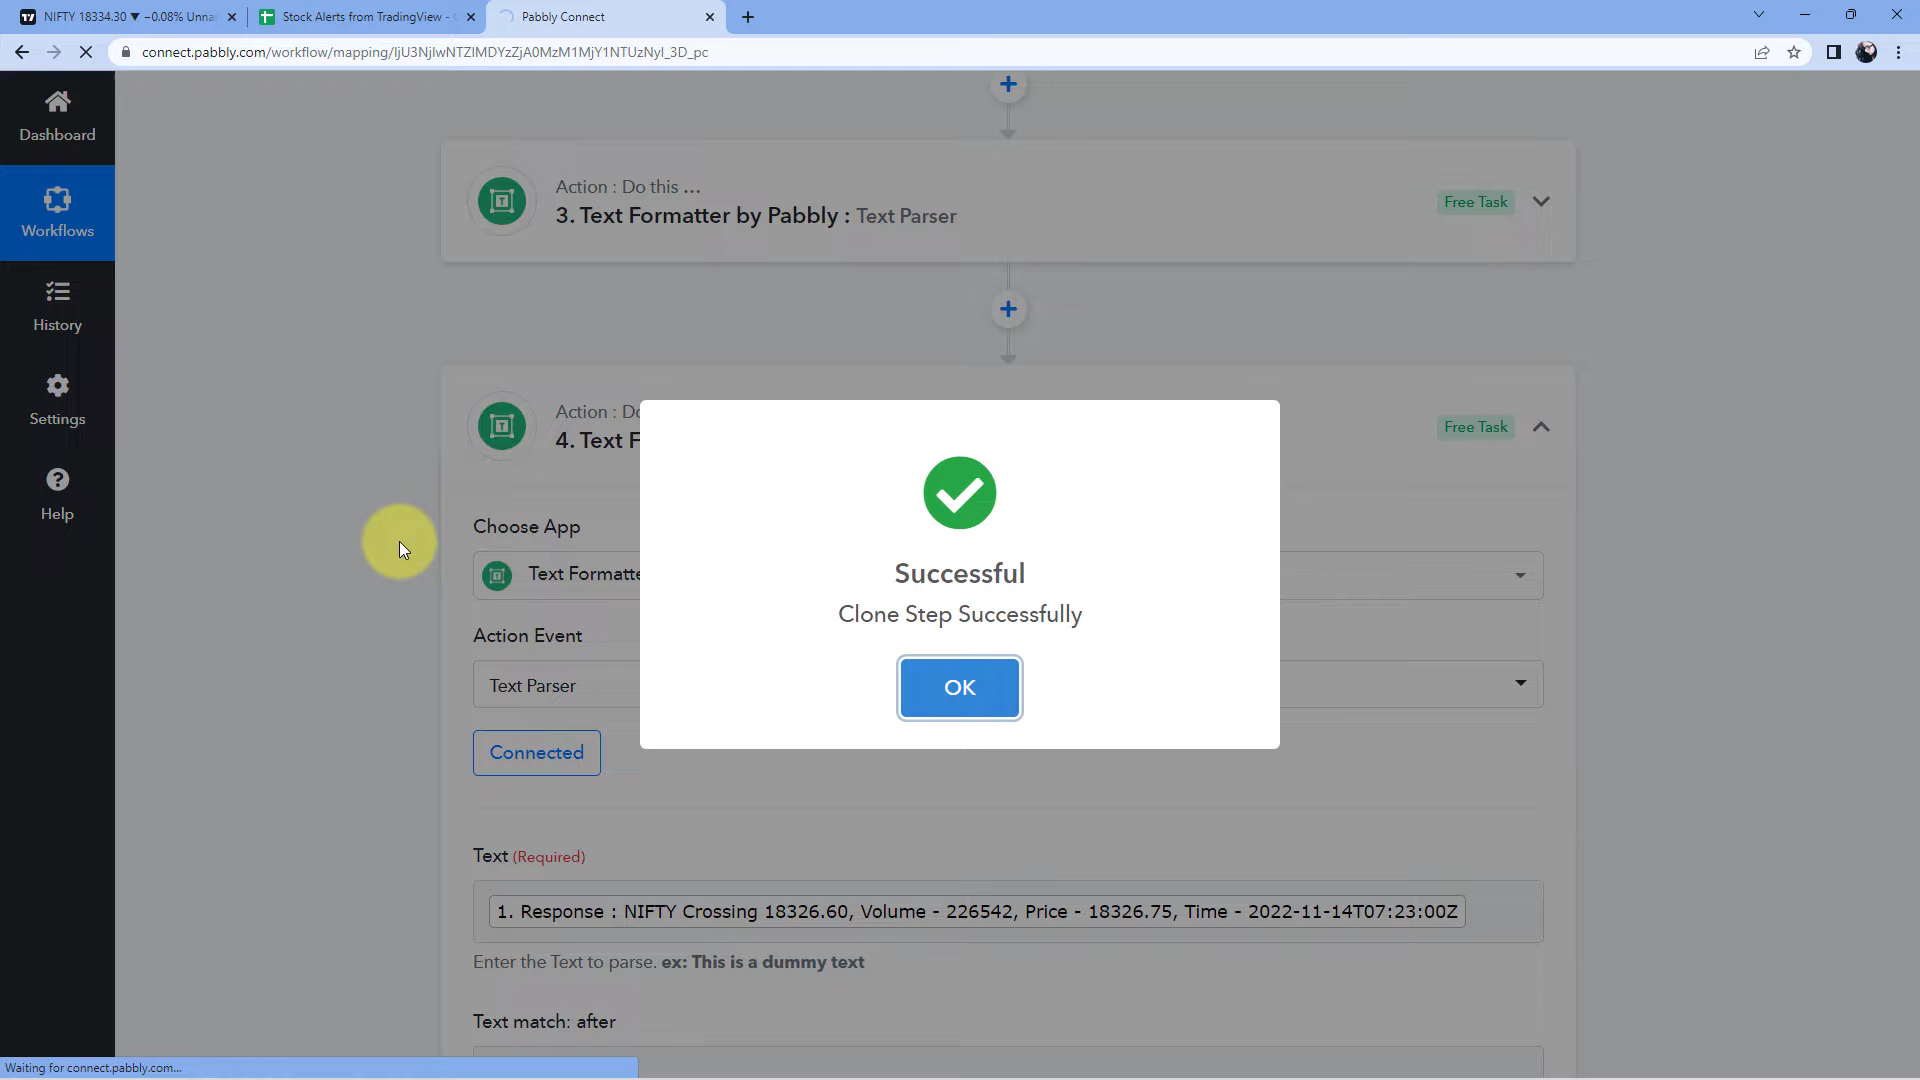 NIFTY 18334.30 ▼ −0.08% Unna
Stock Alerts from TradingView -
Pabbly Connect
connect.pabbly.com/workflow/mapping/IjU3NjIwNTZlMDYzZjA0MzM1MjY1NTUzNyI_3D_pc
Dashboard
Workflows
History
Settings
Help
Action : Do this ...
3. Text Formatter by Pabbly : Text Parser
Free Task
Action : Do
4. Text F
Free Task
Choose App
Text Formatte
Action Event
Text Parser
Connected
Successful
Clone Step Successfully
OK
Text (Required)
1. Response : NIFTY Crossing 18326.60, Volume - 226542, Price - 18326.75, Time - 2022-11-14T07:23:00Z
Enter the Text to parse. ex: This is a dummy text
Text match: after
Waiting for connect.pabbly.com...